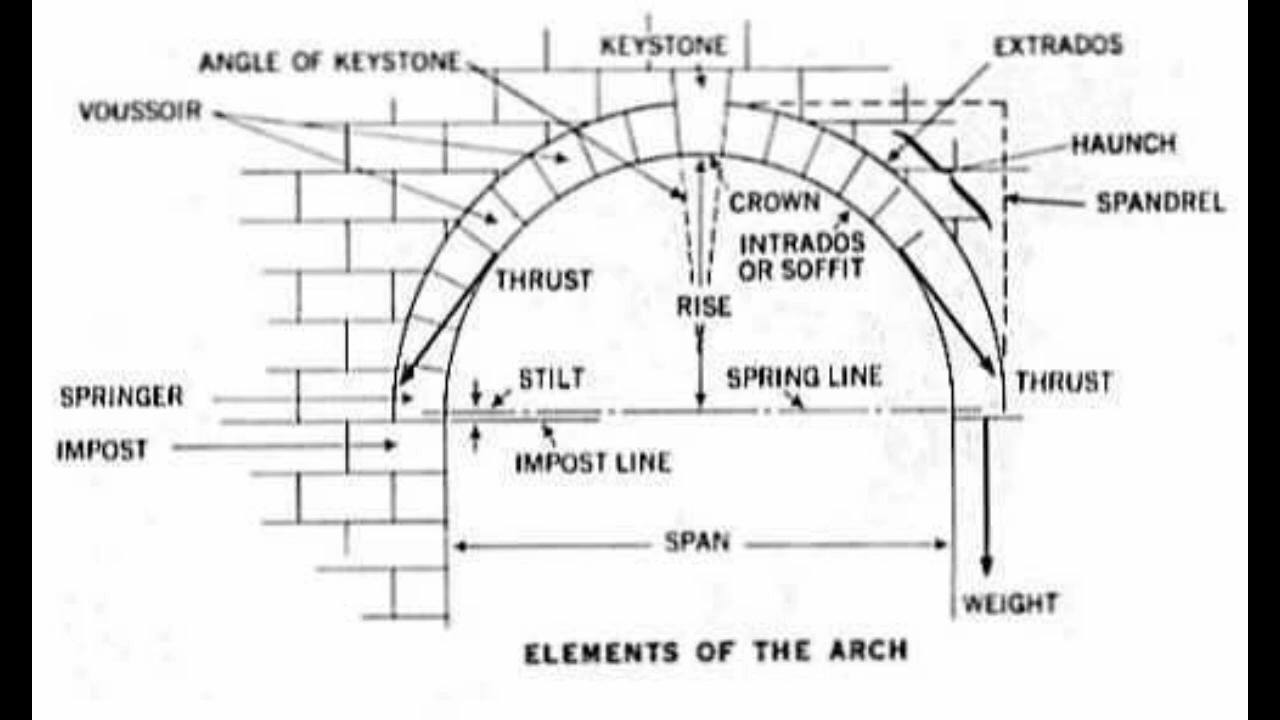 KEYSTONE
EXTRADOS
ANGLE OF KEYSTONE
VOUSSOIR
HAUNCH
CROWN
SPANDREL
INTRADOS
OR SOFFIT
THRUST
RISE
STILT
SPRING LINE
THRUST
SPRINGER
IMPOST
IMPOST LINE
SPAN
WEIGHT
ELEMENTS OF THE ARCH